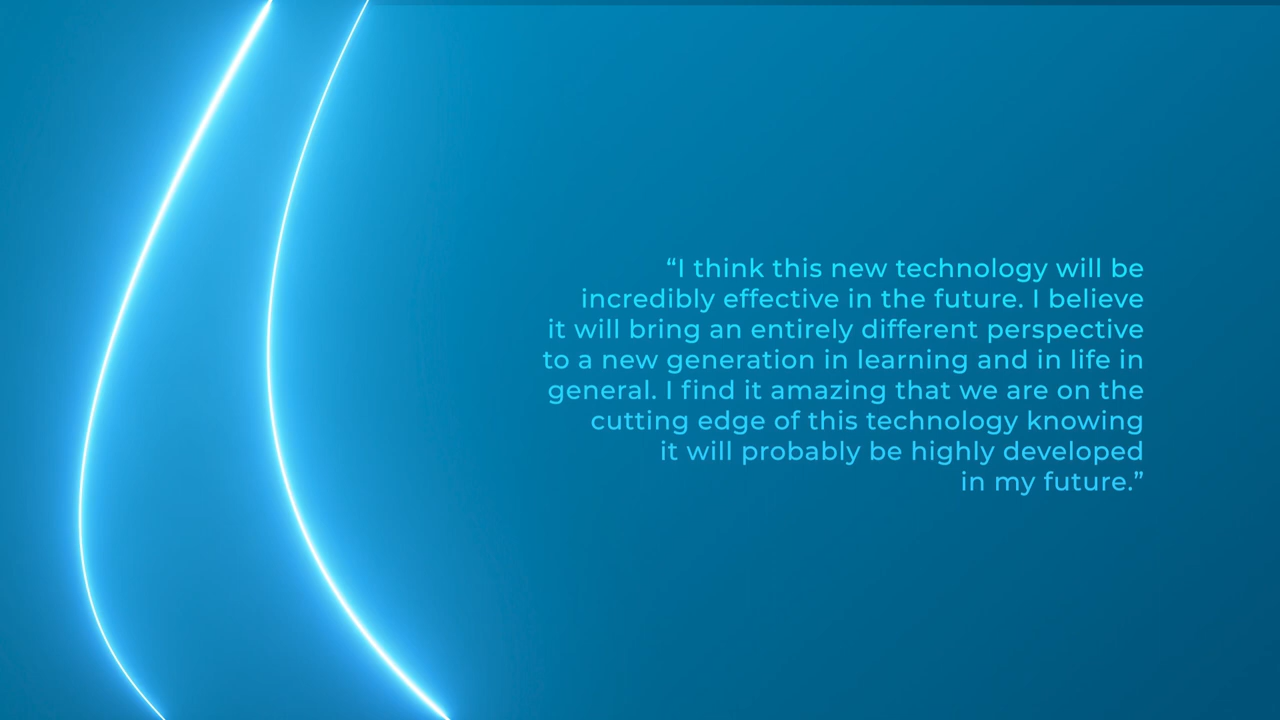 “I think this new technology will be
incredibly effective in the future. I believe
it will bring an entirely different perspective
to a new generation in learning and in life in
general. I find it amazing that we are on the
cutting edge of this technology knowing
it will probably be highly developed
in my future.”